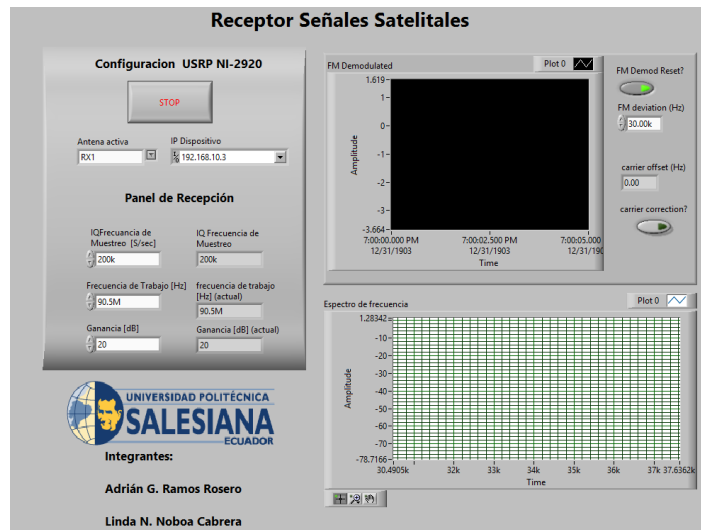 Receptor Señales Satelitales
Configuracion USRP NI-2920
STOP
Antena activa
IP Dispositivo
RX1
192.168.10.3
Panel de Recepción
IQFrecuancia de
Muestreo [S/sec]
IQ Frecuencia de
Muestreo
200k
200k
Frecuencia de Trabajo [Hz]
frecuencia de trabajo
[Hz] (actual)
90.5M
90.5M
Ganancia [dB]
Ganancia [dB] (actual)
20
20
FM Demodulated
Plot 0
1.619
1
0
-1
-2
-3
-3.664
Amplitude
7:00:00.000 PM
12/31/1903
7:00:02.500 PM
12/31/1903
7:00:05.000
12/31/190
Time
FM Demod Reset?
FM deviation (Hz)
30.00k
carrier offset (Hz)
0.00
carrier correction?
Espectro de frecuencia
Plot 0
1.28342
-10
-20
-30
-40
-50
-60
-70
-78.7166
Amplitude
30.4905k 32k 33k 34k 35k 36k 37k 37.6362k
Time
UNIVERSIDAD POLITÉCNICA
SALESIANA
ECUADOR
Integrantes:
Adrián G. Ramos Rosero
Linda N. Noboa Cabrera